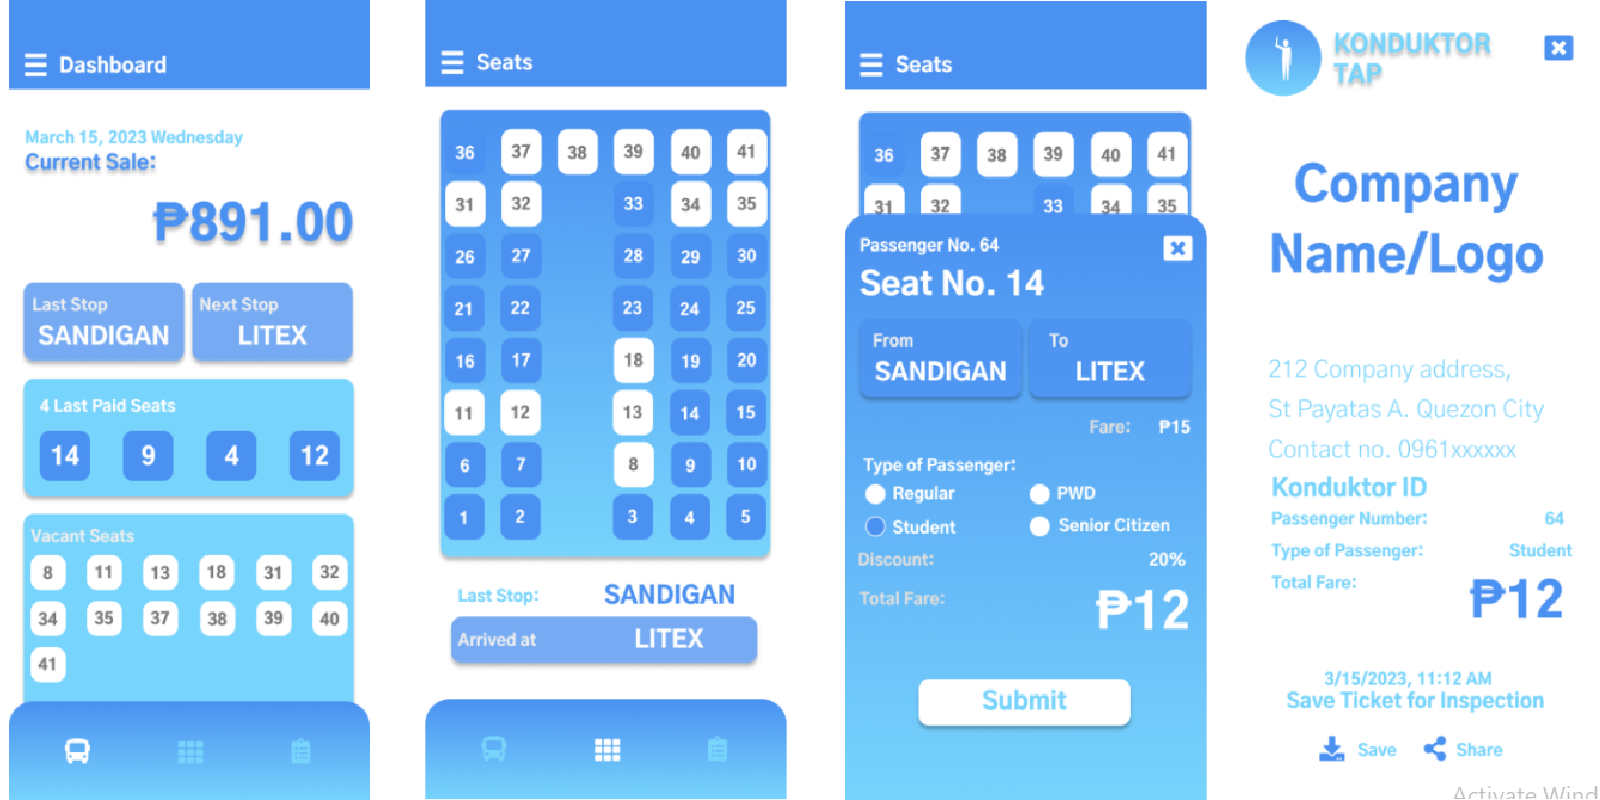 Dashboard
March 15, 2023 Wednesday
Current Sale:
₱891.00
Last Stop
SANDIGAN
Next Stop
LITEX
4 Last Paid Seats
14 9 4 12
Vacant Seats
8 11 13 18 31 32
34 35 37 38 39 40
41
Seats
36 37 38 39 40 41
31 32 33 34 35
26 27 28 29 30
21 22 23 24 25
16 17 18 19 20
11 12 13 14 15
6 7 8 9 10
1 2 3 4 5
Last Stop: SANDIGAN
Arrived at LITEX
Seats
36 37 38 39 40 41
31 32 33 34 35
Passenger No. 64
Seat No. 14
From
SANDIGAN
To
LITEX
Fare: ₱15
Type of Passenger:
Regular PWD
Student Senior Citizen
Discount: 20%
Total Fare: ₱12
Submit
KONDUKTOR
TAP
Company
Name/Logo
212 Company address,
St Payatas A. Quezon City
Contact no. 0961xxxxxx
Konduktor ID
Passenger Number: 64
Type of Passenger: Student
Total Fare: ₱12
3/15/2023, 11:12 AM
Save Ticket for Inspection
Save Share
Activate Wind